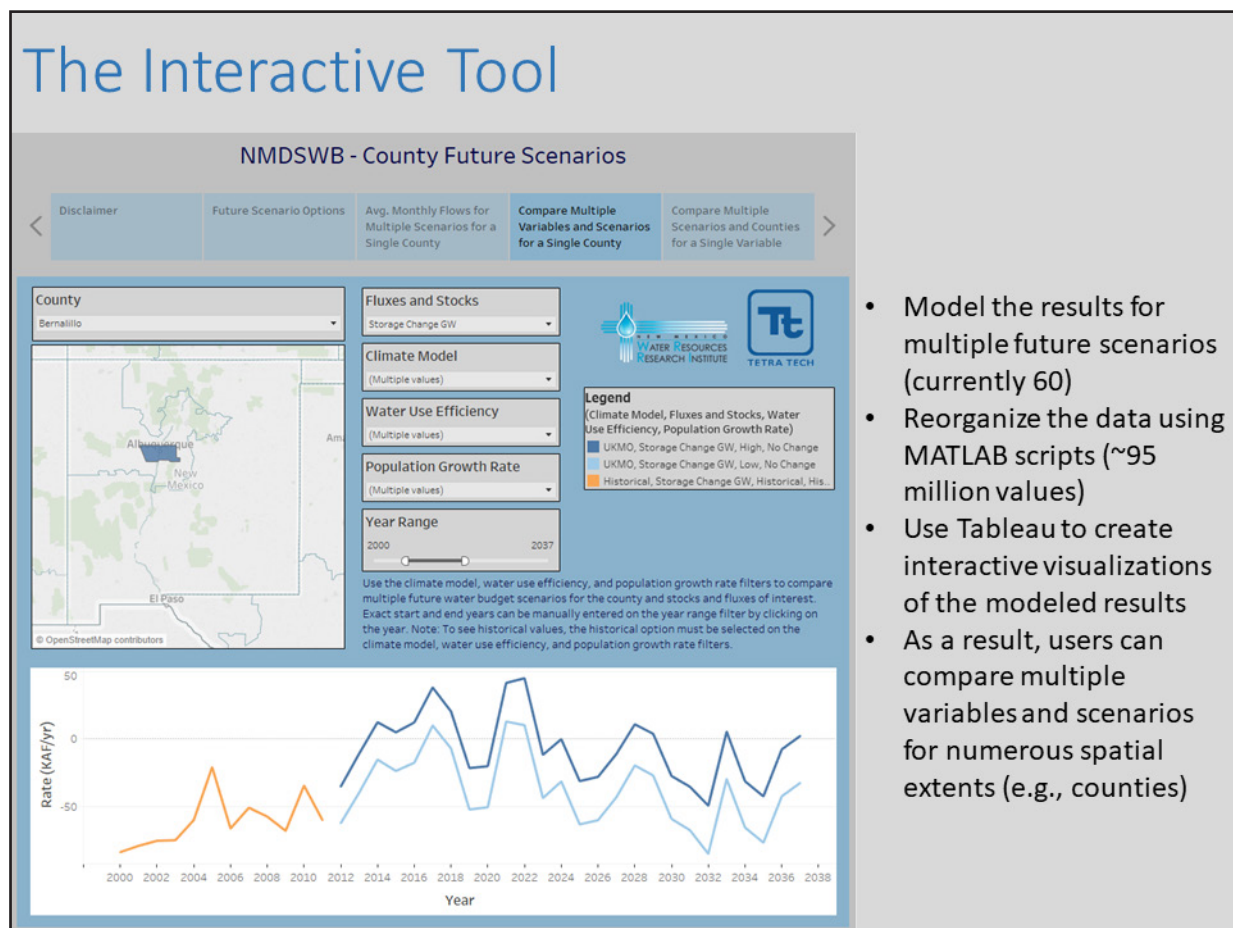 The Interactive Tool
NMDSWB - County Future Scenarios
Disclaimer
Future Scenario Options
Avg. Monthly Flows for
Multiple Scenarios for a
Single County
Compare Multiple
Variables and Scenarios
for a Single County
Compare Multiple
Scenarios and Counties
for a Single Variable
County
Bernalillo
Albuquerque
New
Mexico
Ama
El Paso
© OpenStreetMap contributors
Fluxes and Stocks
Storage Change GW
Climate Model
(Multiple values)
Water Use Efficiency
(Multiple values)
Population Growth Rate
(Multiple values)
Year Range
2000 2037
NEW MEXICO
WATER RESOURCES
RESEARCH INSTITUTE
Tt
TETRA TECH
Legend
(Climate Model, Fluxes and Stocks, Water
Use Efficiency, Population Growth Rate)
UKMO, Storage Change GW, High, No Change
UKMO, Storage Change GW, Low, No Change
Historical, Storage Change GW, Historical, His...
Use the climate model, water use efficiency, and population growth rate filters to compare
multiple future water budget scenarios for the county and stocks and fluxes of interest.
Exact start and end years can be manually entered on the year range filter by clicking on
the year. Note: To see historical values, the historical option must be selected on the
climate model, water use efficiency, and population growth rate filters.
Rate (KAF/yr)
50
0
-50
2000 2002 2004 2006 2008 2010 2012 2014 2016 2018 2020 2022 2024 2026 2028 2030 2032 2034 2036 2038
Year
• Model the results for
multiple future scenarios
(currently 60)
• Reorganize the data using
MATLAB scripts (~95
million values)
• Use Tableau to create
interactive visualizations
of the modeled results
• As a result, users can
compare multiple
variables and scenarios
for numerous spatial
extents (e.g., counties)